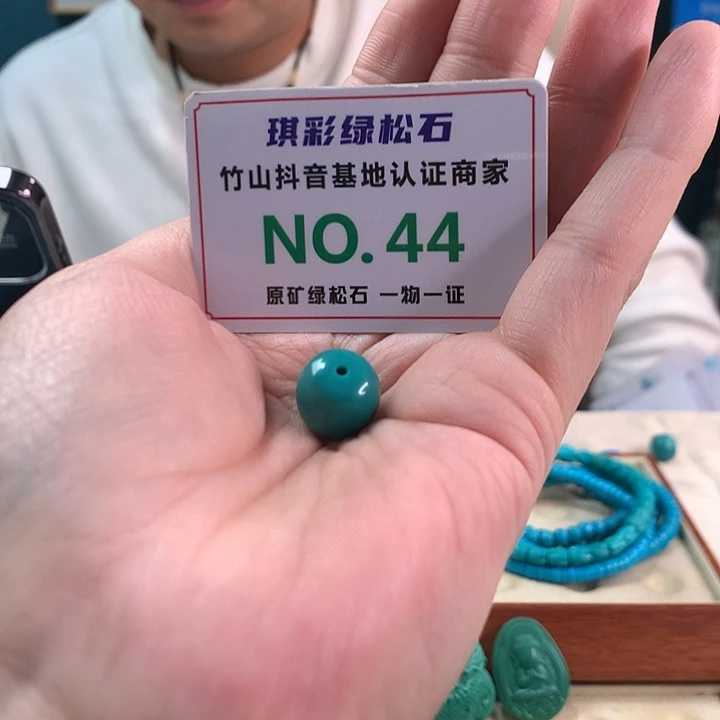 琪彩绿松石
竹山抖音基地认证商家
NO.44
原矿绿松石 一物一证